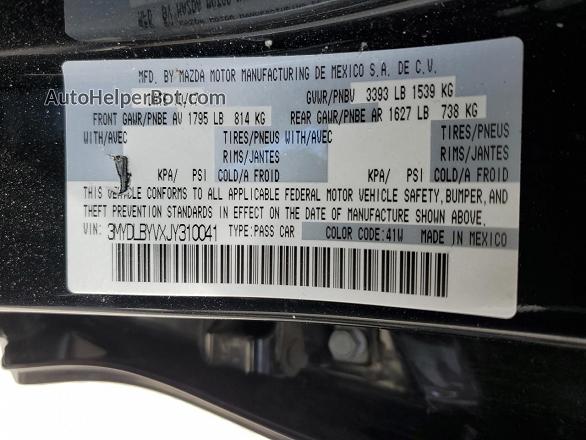 MFD. BY MAZDA MOTOR MANUFACTURING DE MEXICO S.A. DE C.V.
AutoHelperBot.com
GVWR/PNBV 3393 LB 1539 KG
FRONT GAWR/PNBE AV 1795 LB 814 KG REAR GAWR/PNBE AR 1627 LB 738 KG
WITH/AVEC TIRES/PNEUS WITH/AVEC TIRES/PNEUS
RIMS/JANTES RIMS/JANTES
KPA/ PSI COLD/A FROID KPA/ PSI COLD/A FROID
THIS VEHICLE CONFORMS TO ALL APPLICABLE FEDERAL MOTOR VEHICLE SAFETY, BUMPER, AND
THEFT PREVENTION STANDARDS IN EFFECT ON THE DATE OF MANUFACTURE SHOWN ABOVE.
VIN: 3MYDLBYVXJY310041 TYPE: PASS CAR COLOR CODE: 41W MADE IN MEXICO